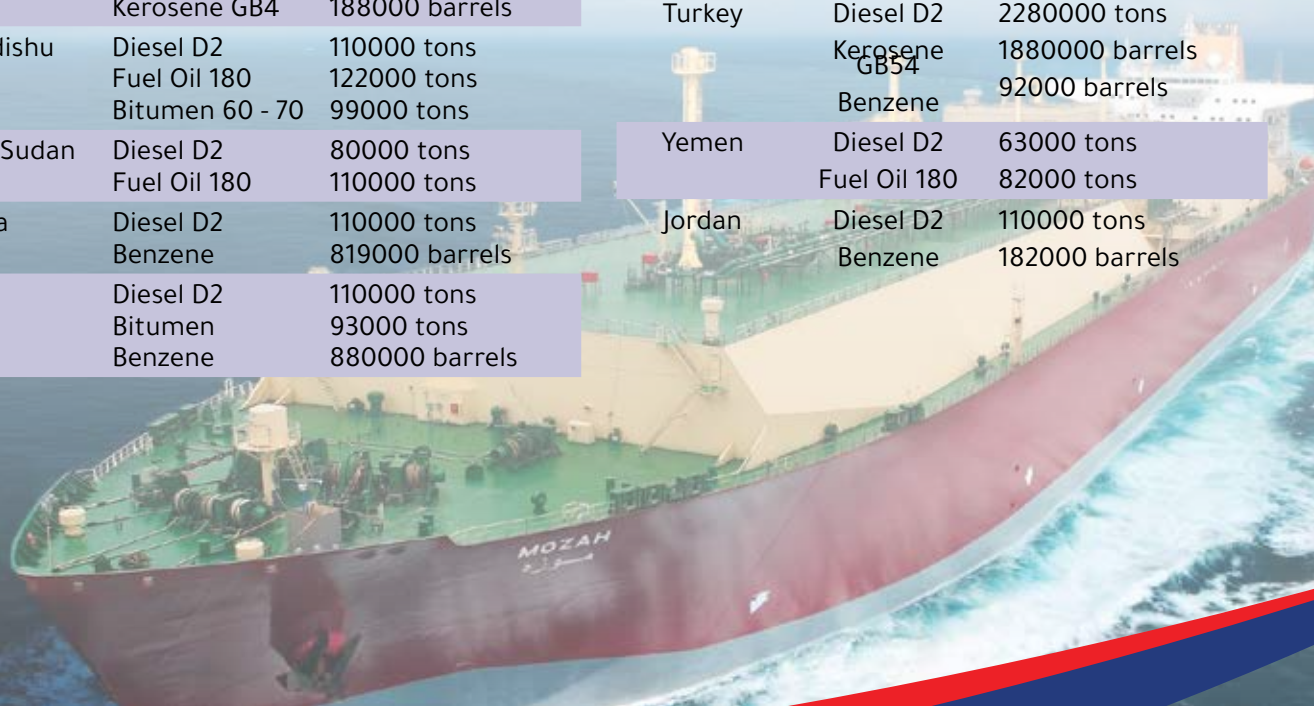 Kerosene GB4 188000 barrels
dishu Diesel D2 110000 tons
Fuel Oil 180 122000 tons
Bitumen 60 - 70 99000 tons
Sudan Diesel D2 80000 tons
Fuel Oil 180 110000 tons
a Diesel D2 110000 tons
Benzene 819000 barrels
Diesel D2 110000 tons
Bitumen 93000 tons
Benzene 880000 barrels
Turkey Diesel D2 2280000 tons
Kerosene 1880000 barrels
GB54
Benzene 92000 barrels
Yemen Diesel D2 63000 tons
Fuel Oil 180 82000 tons
Jordan Diesel D2 110000 tons
Benzene 182000 barrels
MOZAH